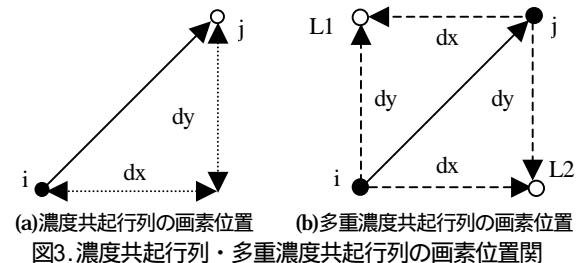 j
dy
dx
i
L1
dx
j
dy
dy
i
dx
L2
(a)濃度共起行列の画素位置
(b)多重濃度共起行列の画素位置
図3.濃度共起行列・多重濃度共起行列の画素位置関